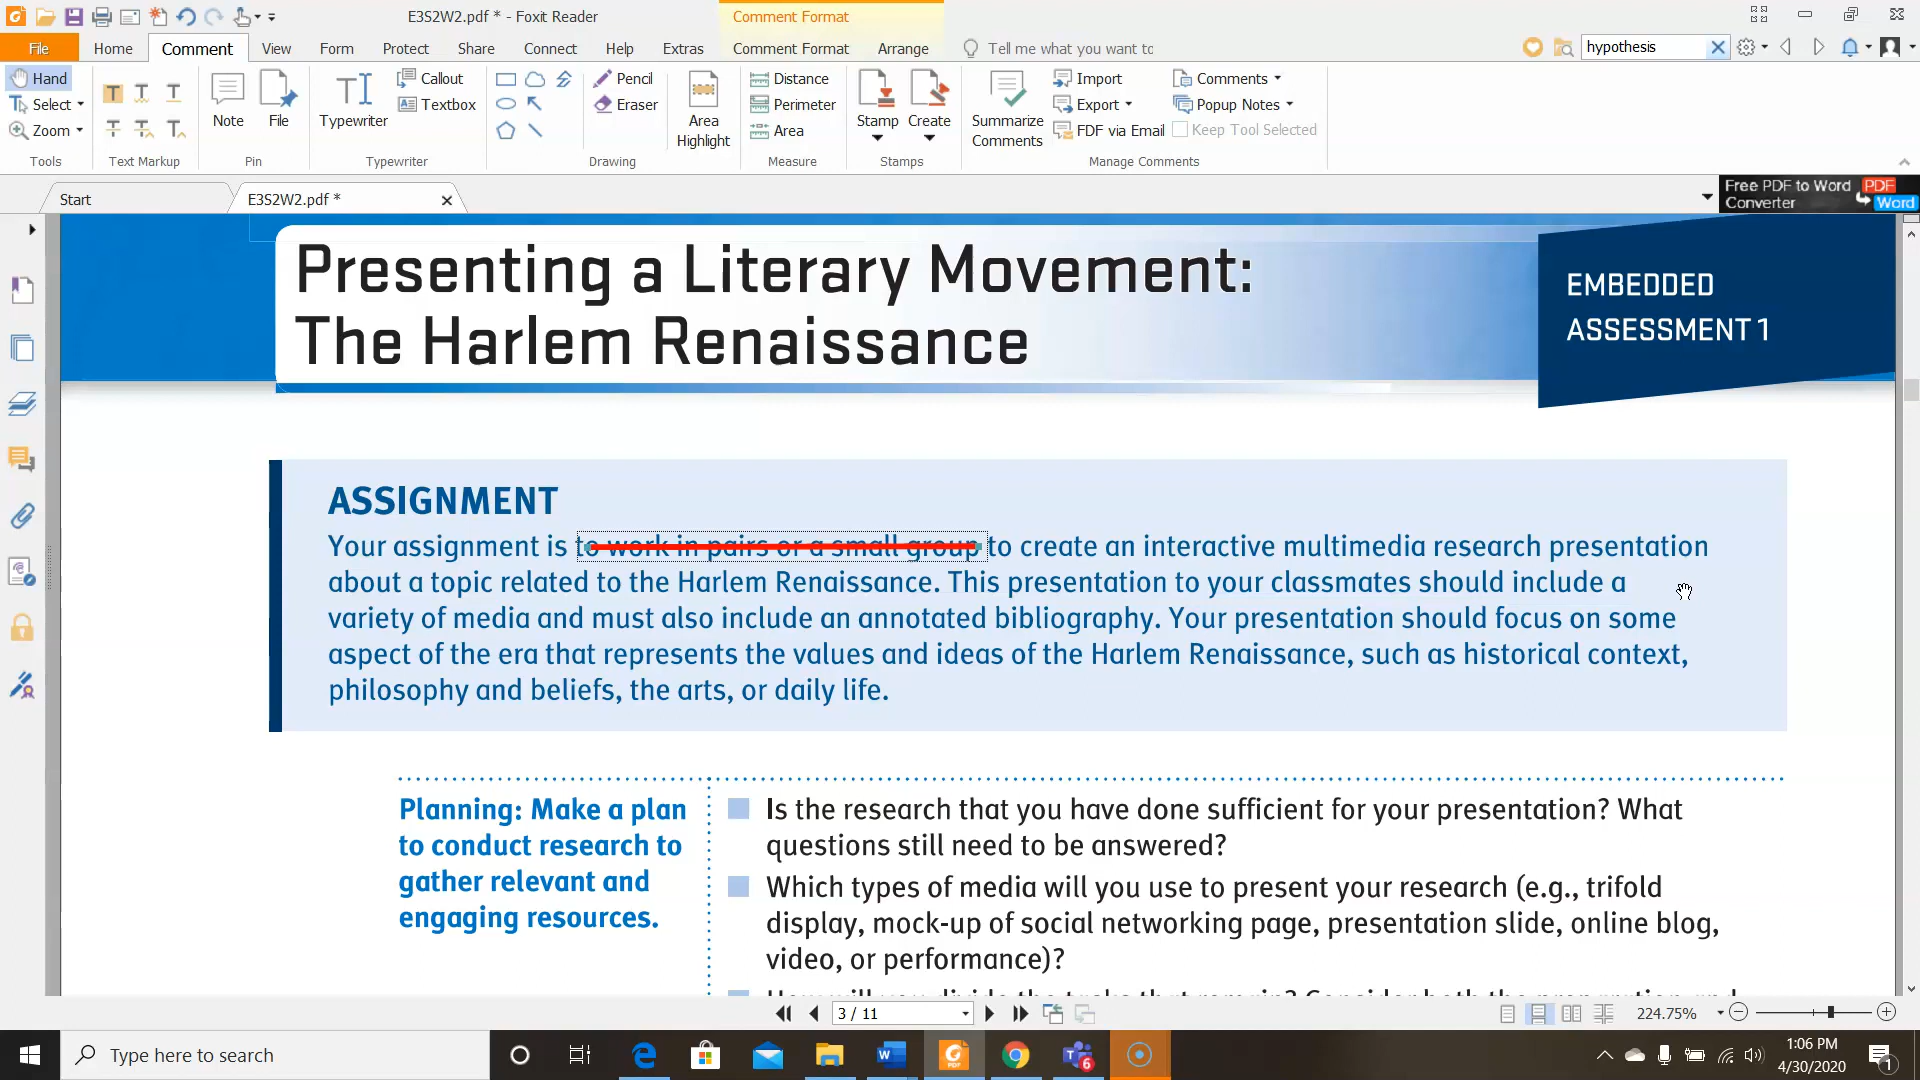 E3S2W2.pdf * - Foxit Reader
Comment Format
File
Home
Comment
View
Form
Protect
Share
Connect
Help
Extras
Comment Format
Arrange
Tell me what you want to
hypothesis
Hand
Select
Zoom
Tools
Text Markup
Note
File
Pin
Typewriter
Callout
Textbox
Typewriter
Drawing
Pencil
Eraser
Area
Highlight
Distance
Perimeter
Area
Measure
Stamp
Create
Stamps
Summarize
Comments
Import
Export
FDF via Email
Comments
Popup Notes
Keep Tool Selected
Manage Comments
Start
E3S2W2.pdf *
Free PDF to Word
Converter
PDF
Word
Presenting a Literary Movement:
The Harlem Renaissance
EMBEDDED
ASSESSMENT 1
ASSIGNMENT
Your assignment is to work in pairs or a small group to create an interactive multimedia research presentation
about a topic related to the Harlem Renaissance. This presentation to your classmates should include a
variety of media and must also include an annotated bibliography. Your presentation should focus on some
aspect of the era that represents the values and ideas of the Harlem Renaissance, such as historical context,
philosophy and beliefs, the arts, or daily life.
Planning: Make a plan
to conduct research to
gather relevant and
engaging resources.
Is the research that you have done sufficient for your presentation? What
questions still need to be answered?
Which types of media will you use to present your research (e.g., trifold
display, mock-up of social networking page, presentation slide, online blog,
video, or performance)?
3 / 11
224.75%
Type here to search
6
1:06 PM
4/30/2020
1